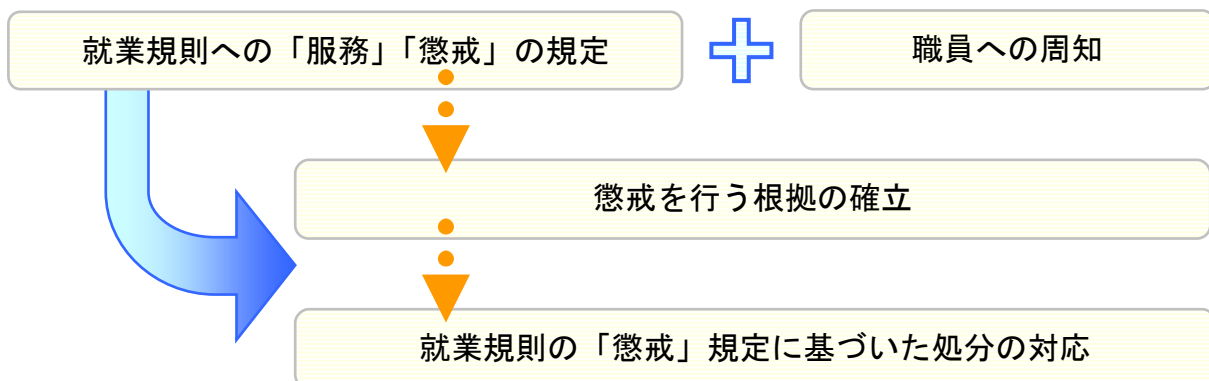 就業規則への「服務」「懲戒」の規定
職員への周知
懲戒を行う根拠の確立
就業規則の「懲戒」規定に基づいた処分の対応